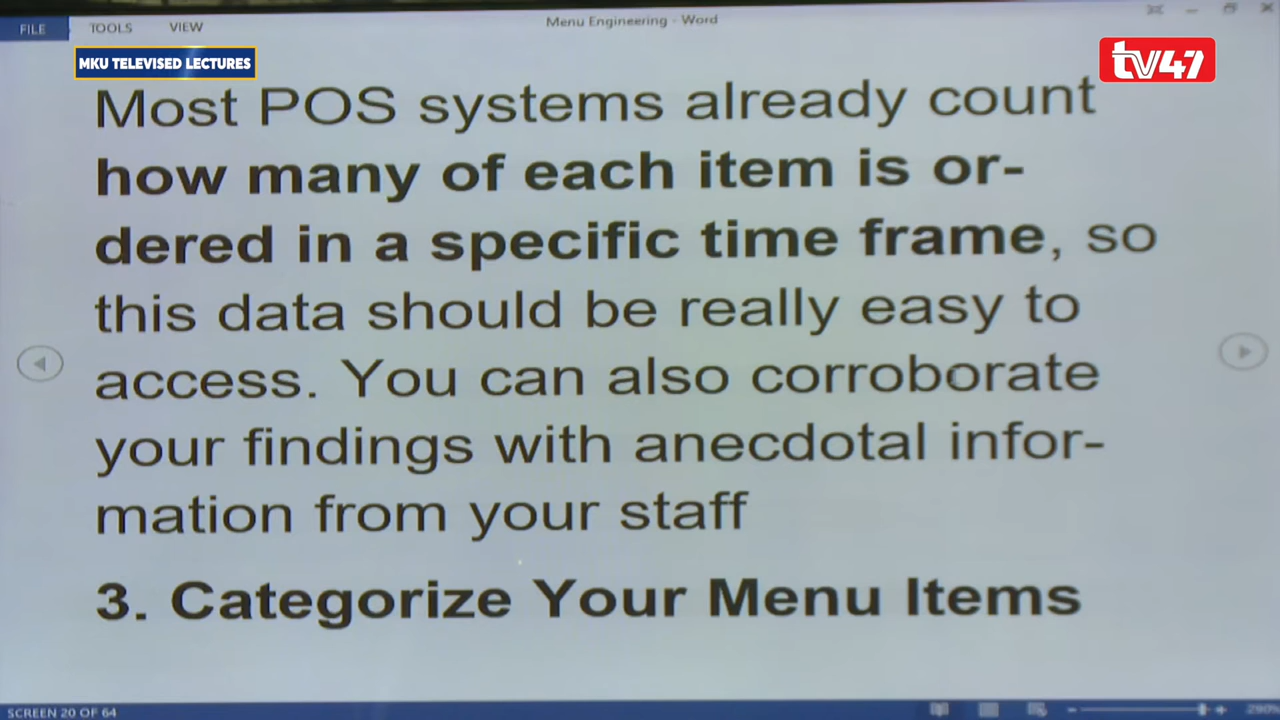 Menu Engineering - Word
FILE TOOLS VIEW
MKU TELEVISED LECTURES
tv47
Most POS systems already count
how many of each item is or-
dered in a specific time frame, so
this data should be really easy to
access. You can also corroborate
your findings with anecdotal infor-
mation from your staff
3. Categorize Your Menu Items
SCREEN 20 OF 64